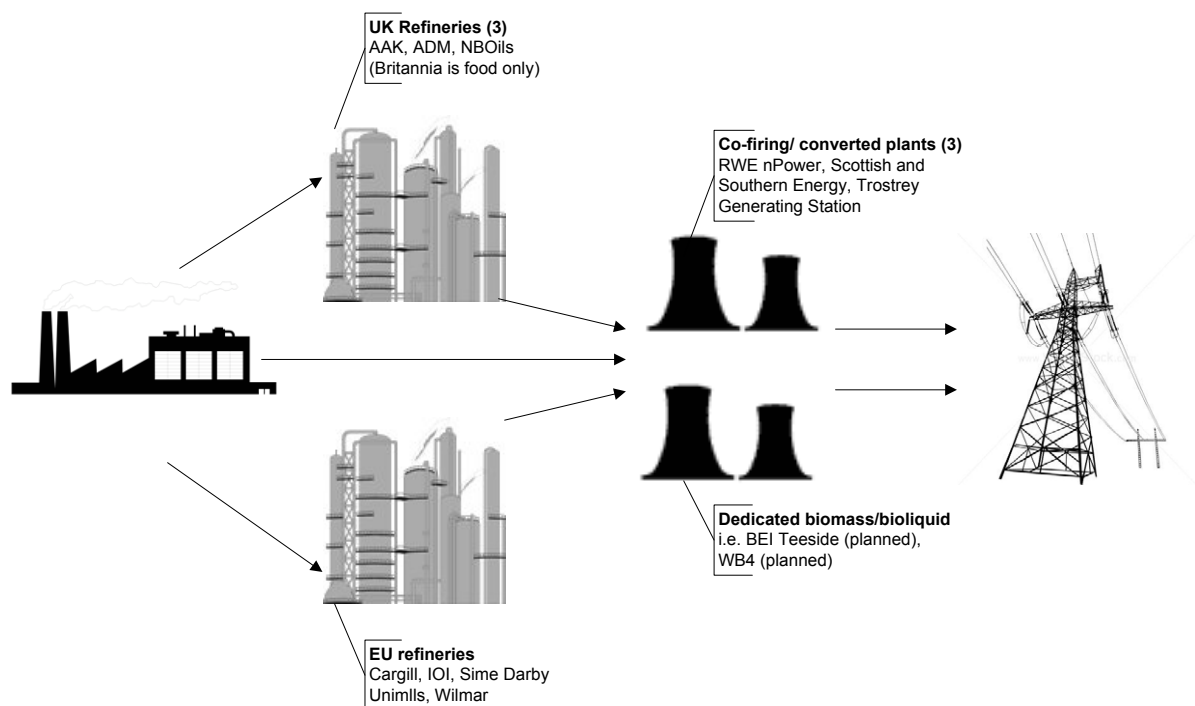 UK Refineries (3)
AAK, ADM, NBOils
(Britannia is food only)
Co-firing/ converted plants (3)
RWE nPower, Scottish and
Southern Energy, Trostrey
Generating Station
Dedicated biomass/bioliquid
i.e. BEI Teeside (planned),
WB4 (planned)
EU refineries
Cargill, IOI, Sime Darby
Unimlls, Wilmar